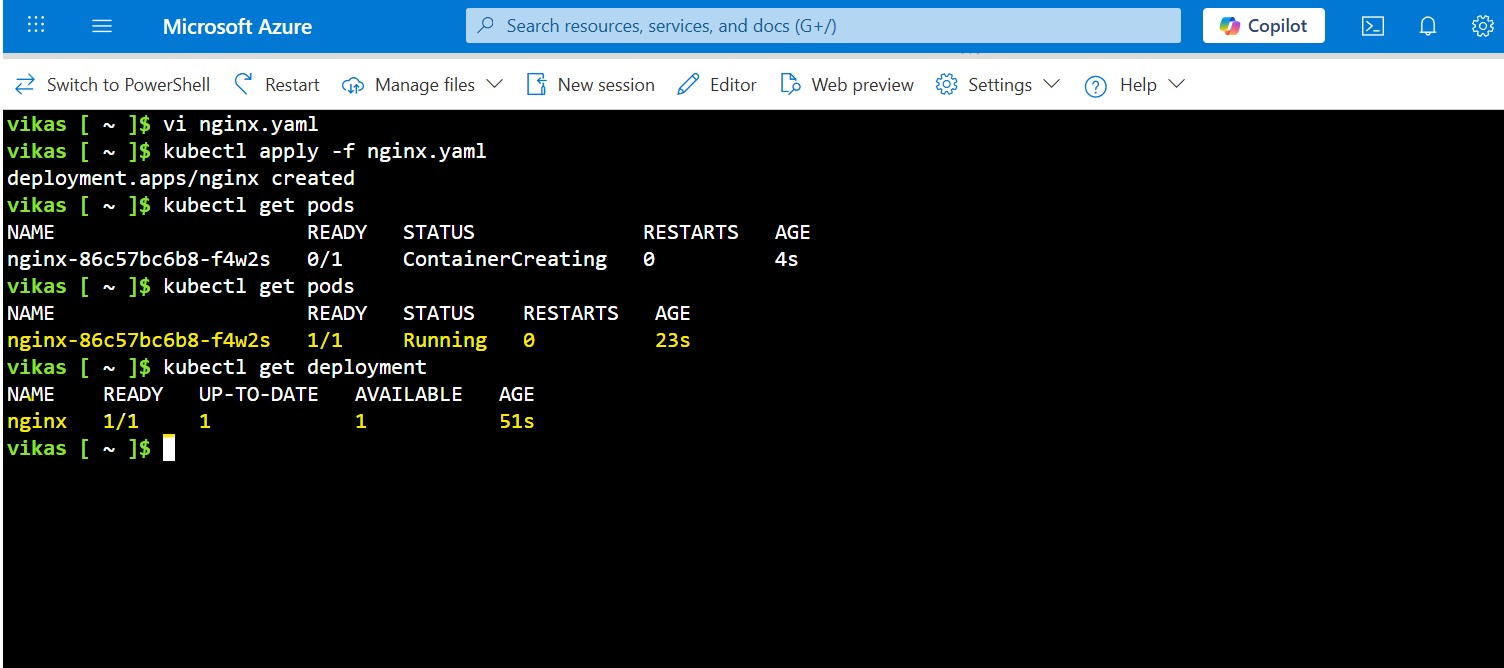 Microsoft Azure Search resources, services, and docs (G+/) Copilot
Switch to PowerShell Restart Manage files New session Editor Web preview Settings Help
vikas [ ~ ]$ vi nginx.yaml
vikas [ ~ ]$ kubectl apply -f nginx.yaml
deployment.apps/nginx created
vikas [ ~ ]$ kubectl get pods
NAME                     READY   STATUS              RESTARTS   AGE
nginx-86c57bc6b8-f4w2s   0/1     ContainerCreating   0          4s
vikas [ ~ ]$ kubectl get pods
NAME                     READY   STATUS    RESTARTS   AGE
nginx-86c57bc6b8-f4w2s   1/1     Running   0          23s
vikas [ ~ ]$ kubectl get deployment
NAME    READY   UP-TO-DATE   AVAILABLE   AGE
nginx   1/1     1            1           51s
vikas [ ~ ]$